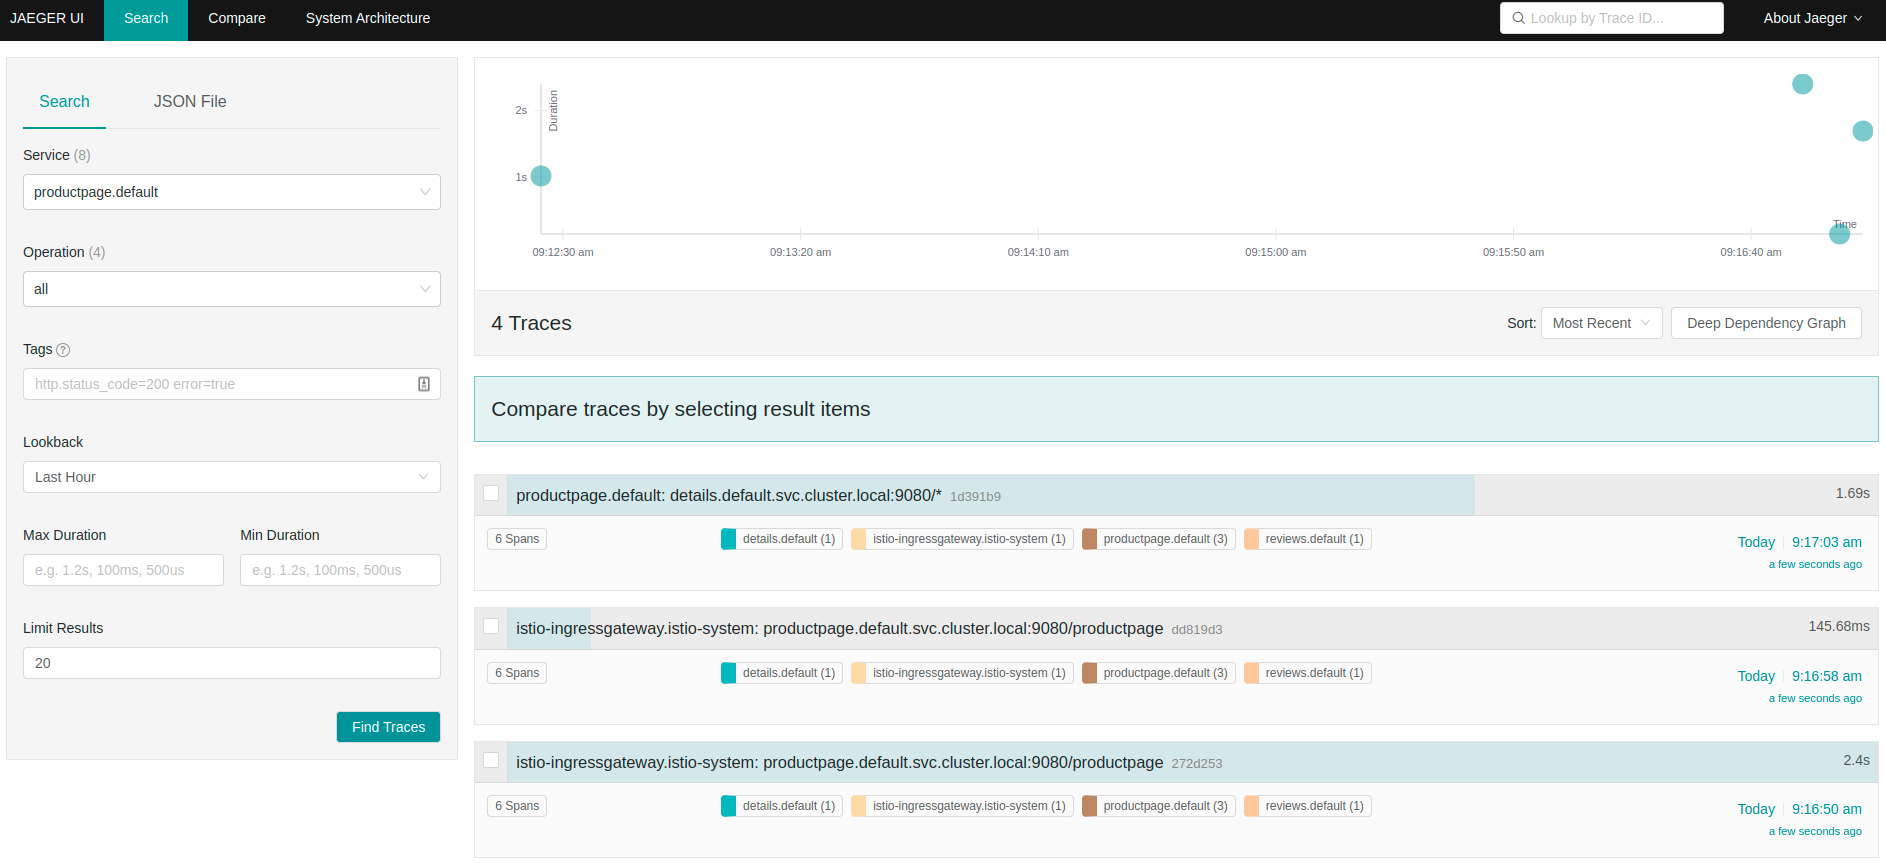 JAEGER UI Search Compare System Architecture Lookup by Trace ID... About Jaeger
Search JSON File
Service (8)
productpage.default
Operation (4)
all
Tags ?
http.status_code=200 error=true
Lookback
Last Hour
Max Duration Min Duration
e.g. 1.2s, 100ms, 500us e.g. 1.2s, 100ms, 500us
Limit Results
20
Find Traces
Duration
2s
1s
Time
09:12:30 am 09:13:20 am 09:14:10 am 09:15:00 am 09:15:50 am 09:16:40 am
4 Traces Sort: Most Recent Deep Dependency Graph
Compare traces by selecting result items
productpage.default: details.default.svc.cluster.local:9080/* 1d391b9 1.69s
6 Spans details.default (1) istio-ingressgateway.istio-system (1) productpage.default (3) reviews.default (1) Today 9:17:03 am
a few seconds ago
istio-ingressgateway.istio-system: productpage.default.svc.cluster.local:9080/productpage dd819d3 145.68ms
6 Spans details.default (1) istio-ingressgateway.istio-system (1) productpage.default (3) reviews.default (1) Today 9:16:58 am
a few seconds ago
istio-ingressgateway.istio-system: productpage.default.svc.cluster.local:9080/productpage 272d253 2.4s
6 Spans details.default (1) istio-ingressgateway.istio-system (1) productpage.default (3) reviews.default (1) Today 9:16:50 am
a few seconds ago